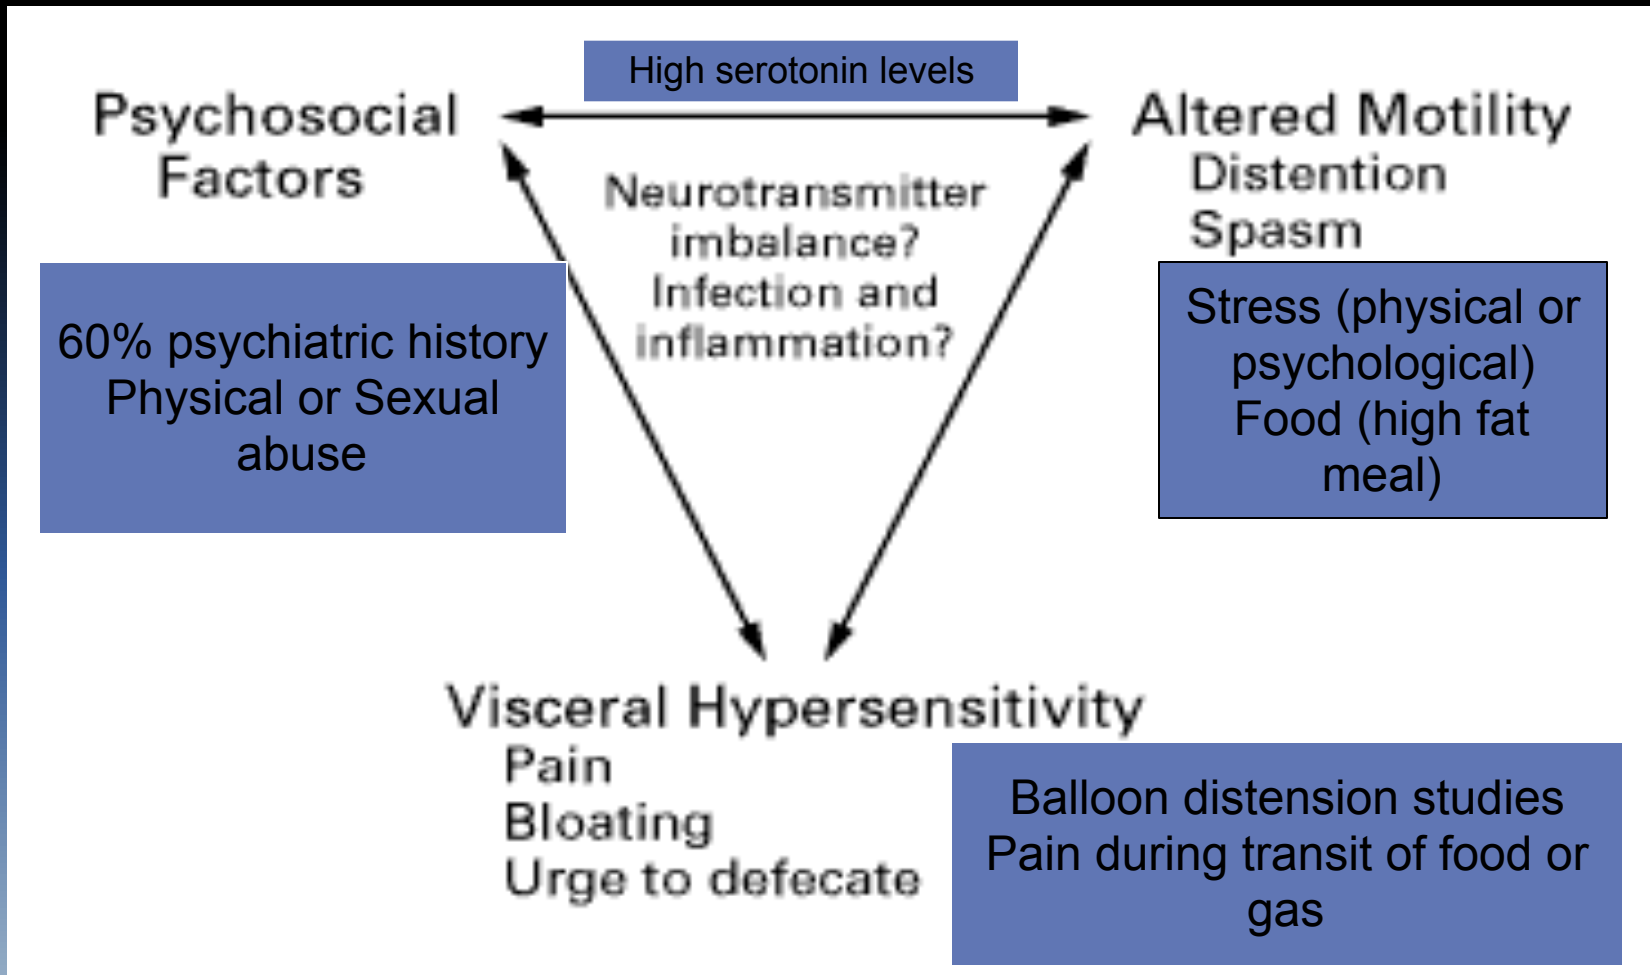 High serotonin levels
Psychosocial
Factors
Altered Motility
Distention
Spasm
Neurotransmitter
imbalance?
Infection and
inflammation?
60% psychiatric history
Physical or Sexual
abuse
Stress (physical or
psychological)
Food (high fat
meal)
Visceral Hypersensitivity
Pain
Bloating
Urge to defecate
Balloon distension studies
Pain during transit of food or
gas